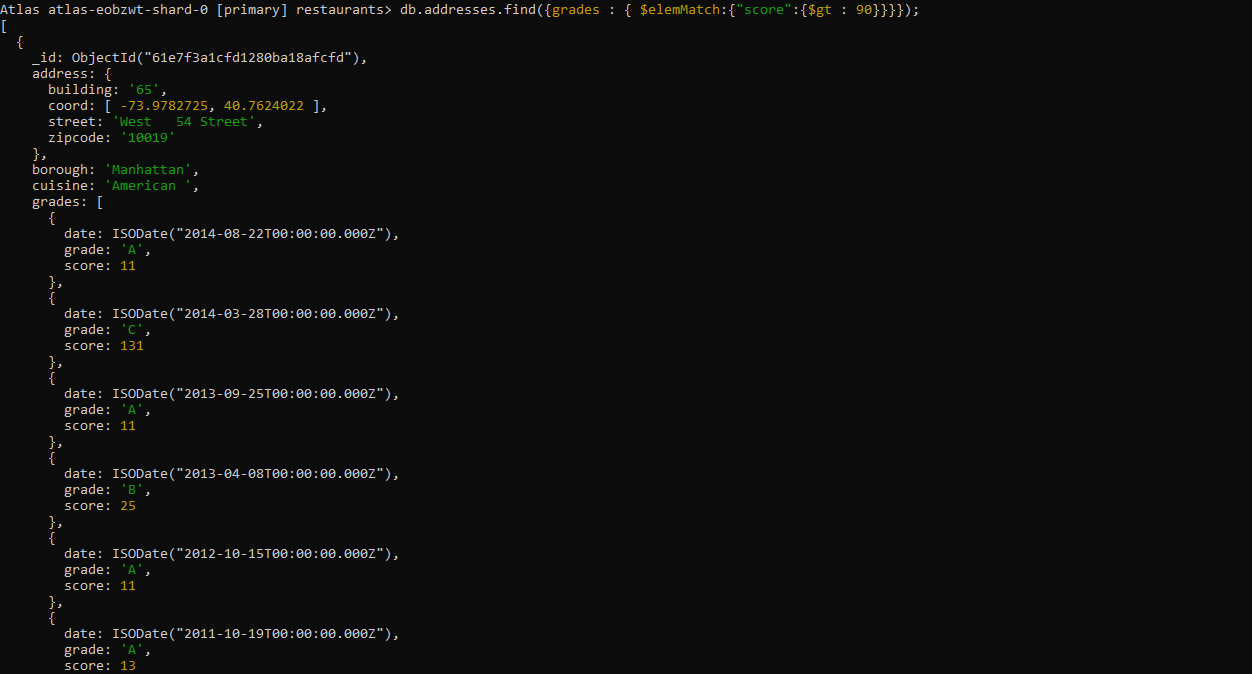 Atlas atlas-eobzwt-shard-0 [primary] restaurants> db.addresses.find({grades : { $elemMatch:{"score":{$gt : 90}}}});
[
  {
    _id: ObjectId("61e7f3a1cfd1280ba18afcfd"),
    address: {
      building: '65',
      coord: [ -73.9782725, 40.7624022 ],
      street: 'West   54 Street',
      zipcode: '10019'
    },
    borough: 'Manhattan',
    cuisine: 'American ',
    grades: [
      {
        date: ISODate("2014-08-22T00:00:00.000Z"),
        grade: 'A',
        score: 11
      },
      {
        date: ISODate("2014-03-28T00:00:00.000Z"),
        grade: 'C',
        score: 131
      },
      {
        date: ISODate("2013-09-25T00:00:00.000Z"),
        grade: 'A',
        score: 11
      },
      {
        date: ISODate("2013-04-08T00:00:00.000Z"),
        grade: 'B',
        score: 25
      },
      {
        date: ISODate("2012-10-15T00:00:00.000Z"),
        grade: 'A',
        score: 11
      },
      {
        date: ISODate("2011-10-19T00:00:00.000Z"),
        grade: 'A',
        score: 13